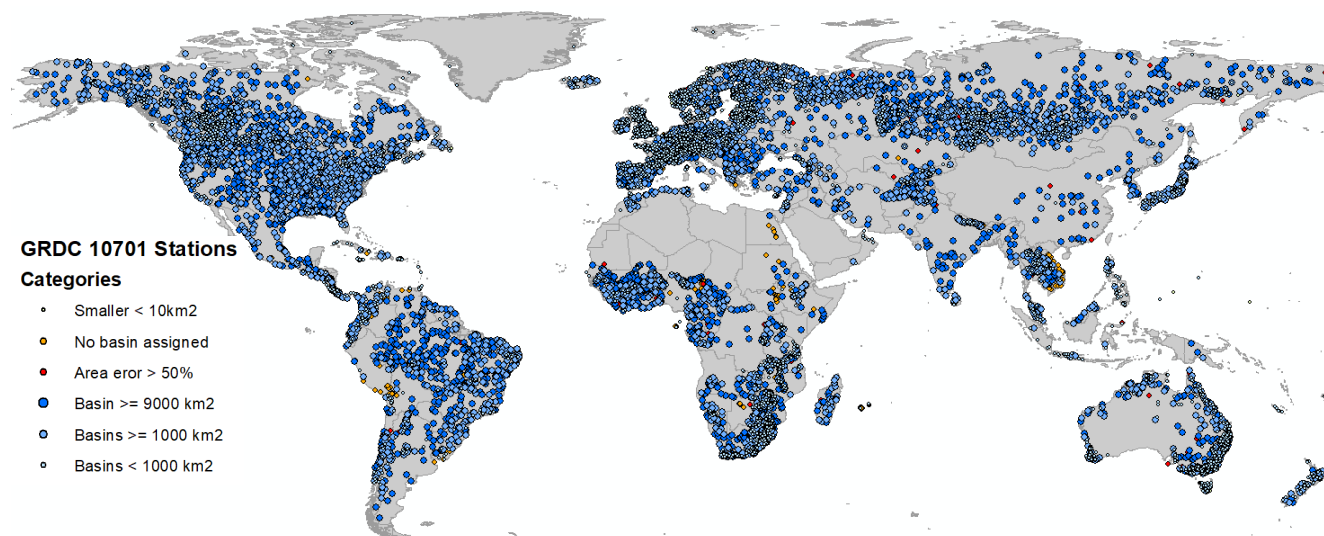 GRDC 10701 Stations
Categories
Smaller < 10km2
No basin assigned
Area eror > 50%
Basin >= 9000 km2
Basins >= 1000 km2
Basins < 1000 km2